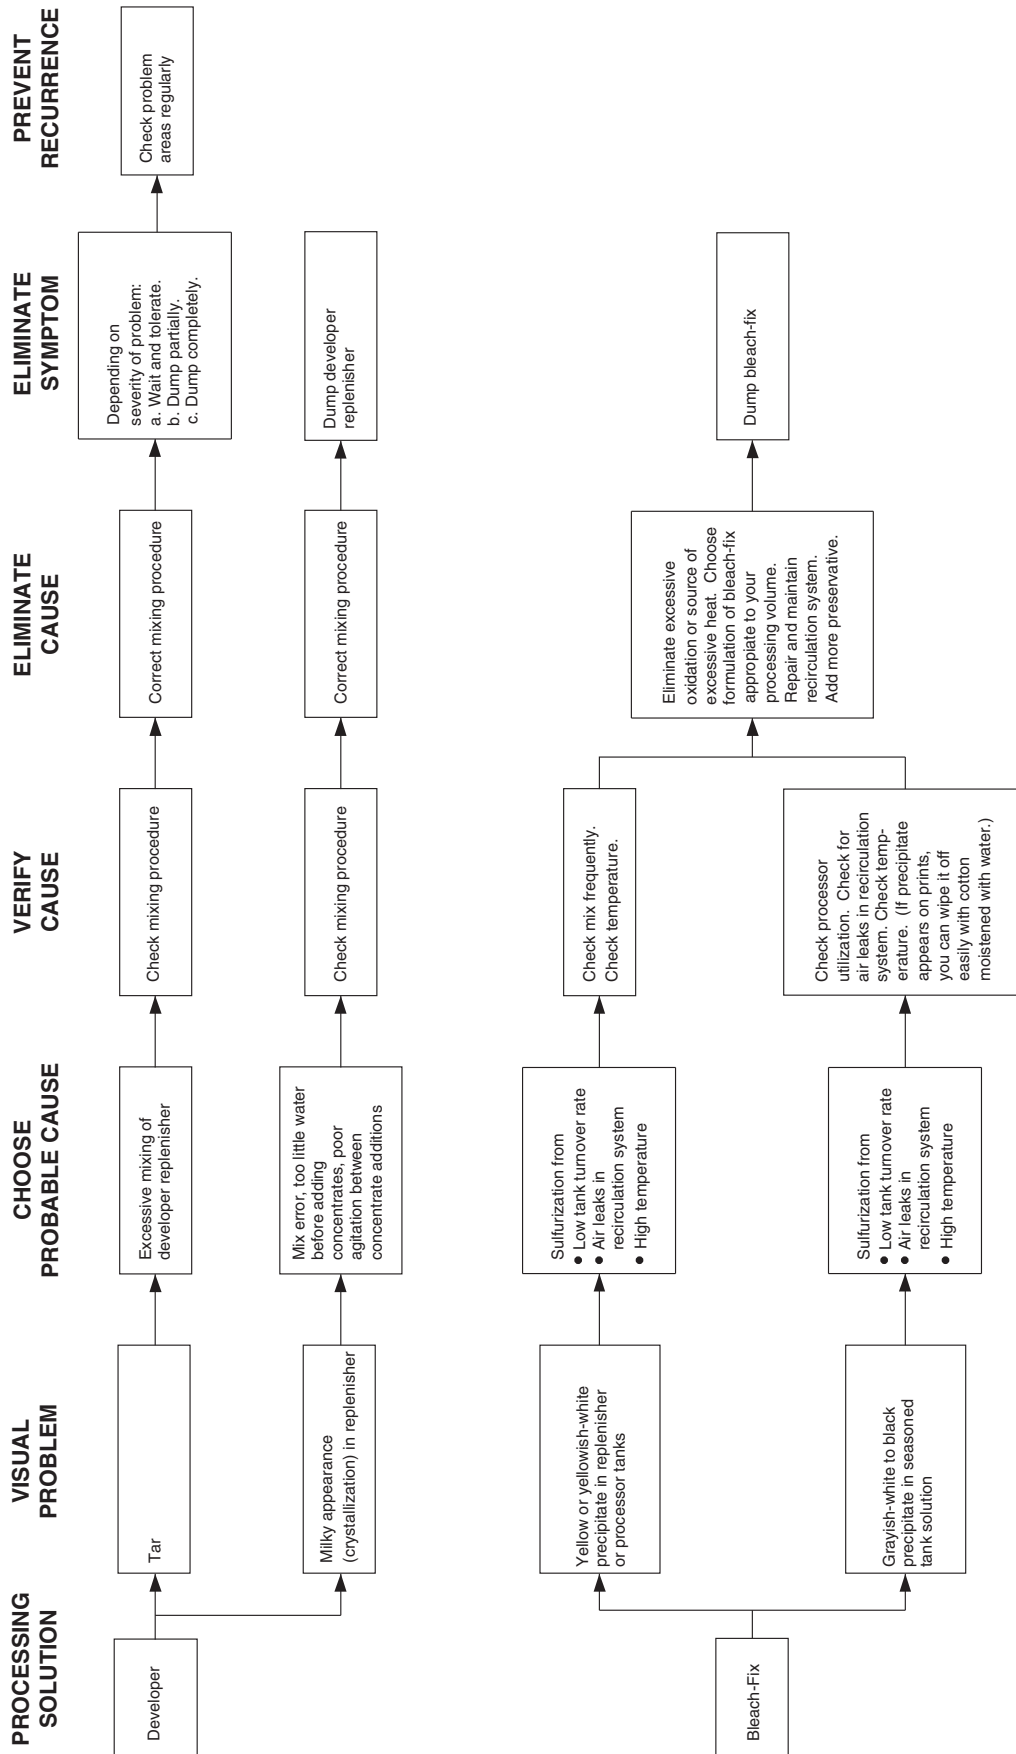 PROCESSING
SOLUTION
VISUAL
PROBLEM
CHOOSE
PROBABLE CAUSE
VERIFY
CAUSE
ELIMINATE
CAUSE
ELIMINATE
SYMPTOM
PREVENT
RECURRENCE
Developer
Tar
Excessive mixing of
developer replenisher
Check mixing procedure
Correct mixing procedure
Depending on
severity of problem:
a. Wait and tolerate.
b. Dump partially.
c. Dump completely.
Check problem
areas regularly
Milky appearance
(crystallization) in replenisher
Mix error, too little water
before adding
concentrates, poor
agitation between
concentrate additions
Check mixing procedure
Correct mixing procedure
Dump developer
replenisher
Bleach-Fix
Yellow or yellowish-white
precipitate in replenisher
or processor tanks
Sulfurization from
● Low tank turnover rate
● Air leaks in
recirculation system
● High temperature
Check mix frequently.
Check temperature.
Eliminate excessive
oxidation or source of
excessive heat. Choose
formulation of bleach-fix
appropiate to your
processing volume.
Repair and maintain
recirculation system.
Add more preservative.
Dump bleach-fix
Grayish-white to black
precipitate in seasoned
tank solution
Sulfurization from
● Low tank turnover rate
● Air leaks in
recirculation system
● High temperature
Check processor
utilization. Check for
air leaks in recirculation
system. Check temp-
erature. (If precipitate
appears on prints,
you can wipe it off
easily with cotton
moistened with water.)